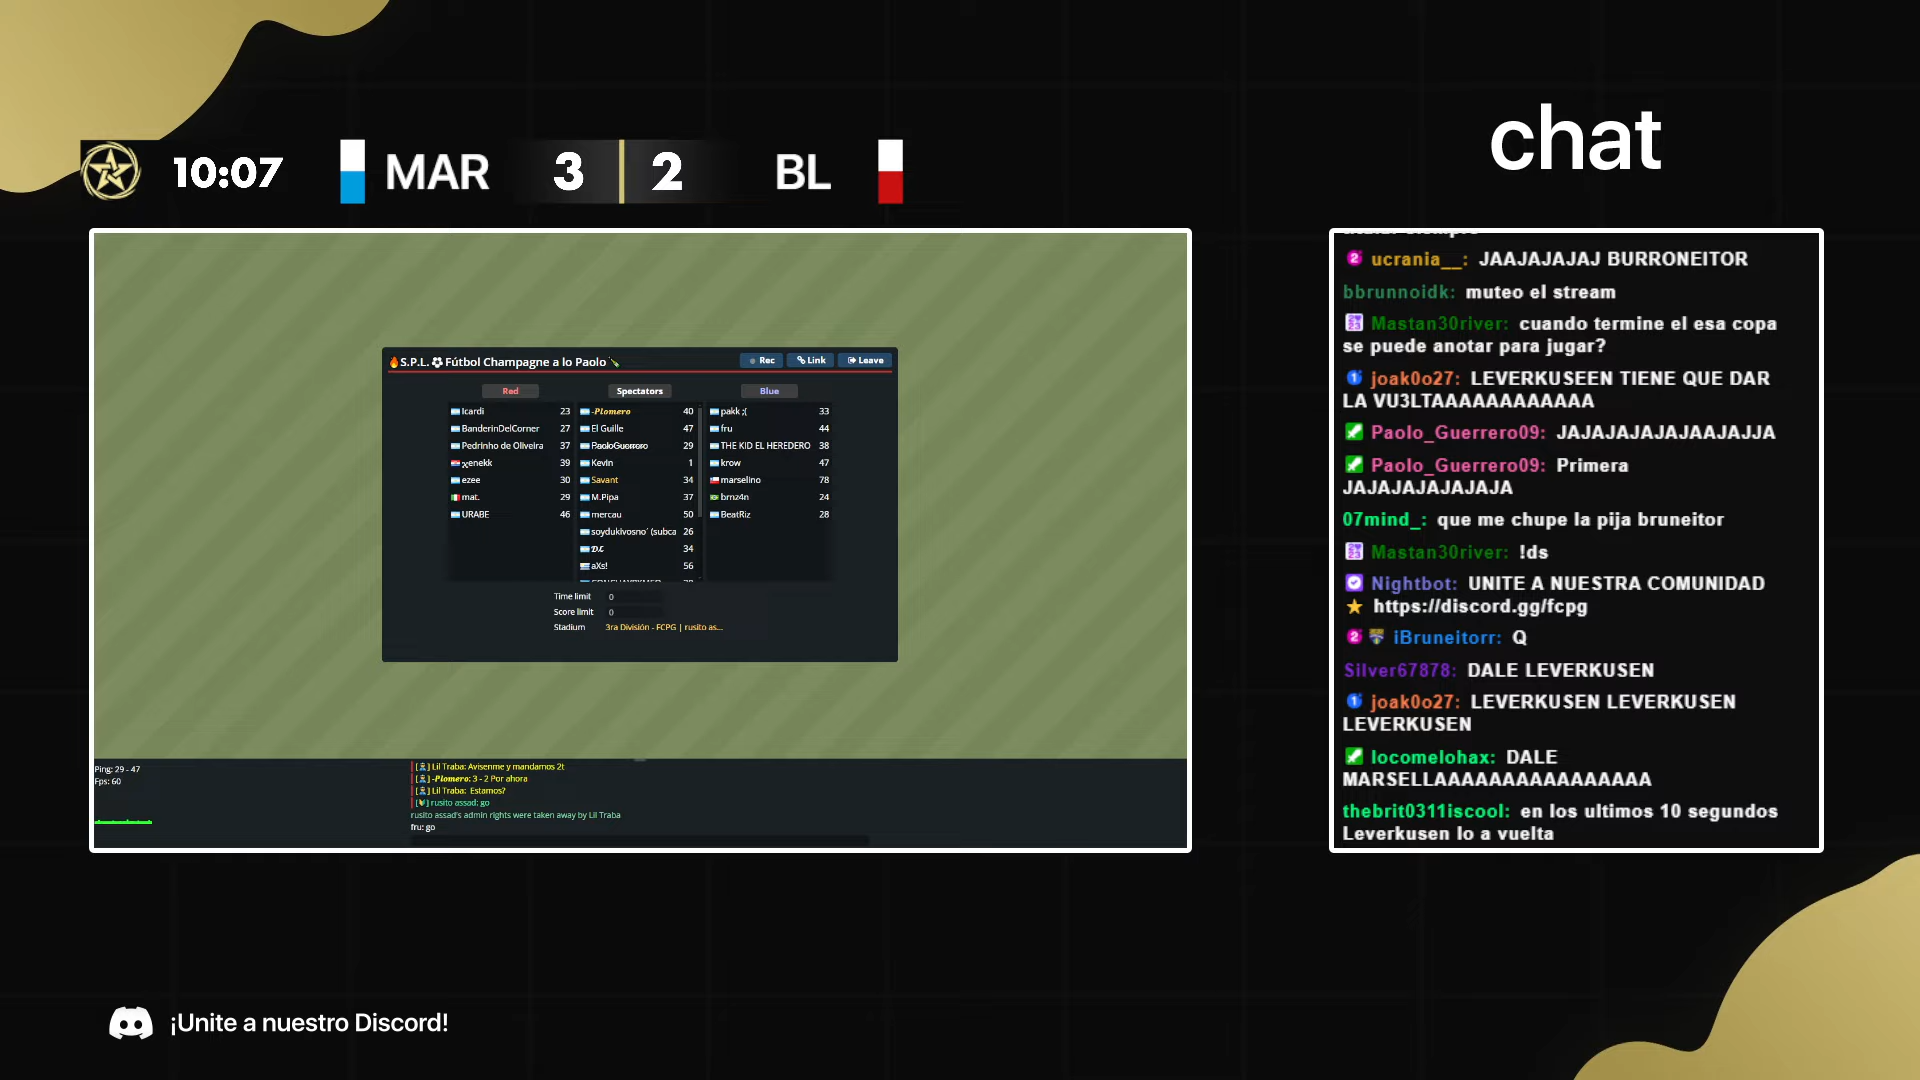 chat
10:07 MAR 3 2 BL
S.P.L. Fútbol Champagne a lo Paolo Rec Link Leave
Red Spectators Blue
Icardi 23
BanderinDelCorner 27
Pedrinho de Oliveira 37
xenekk 39
ezee 30
mat. 29
URABE 46
-Plomero 40
El Guille 47
PaoloGuerrero 29
Kevin 1
Savant 34
M.Pipa 37
mercau 50
soydukivosno´ (subca 26
D.C 34
aXs! 56
pakk ;( 33
fru 44
THE KID EL HEREDERO 38
krow 47
marselino 78
brnz4n 24
BeatRiz 28
Time limit 0
Score limit 0
Stadium 3ra División - FCPG | rusito as...
Ping: 29 - 47
Fps: 60
Lil Traba: Avisenme y mandamos 2t
-Plomero: 3 - 2 Por ahora
Lil Traba: Estamos?
rusito assad: go
rusito assad's admin rights were taken away by Lil Traba
fru: go
2 ucrania__: JAAJAJAJAJ BURRONEITOR
bbrunnoidk: muteo el stream
Mastan30river: cuando termine el esa copa
se puede anotar para jugar?
1 joak0o27: LEVERKUSEEN TIENE QUE DAR
LA VU3LTAAAAAAAAAAAA
Paolo_Guerrero09: JAJAJAJAJAJAAJAJJA
Paolo_Guerrero09: Primera
JAJAJAJAJAJAJA
07mind_: que me chupe la pija bruneitor
Mastan30river: !ds
Nightbot: UNITE A NUESTRA COMUNIDAD
https://discord.gg/fcpg
2 iBruneitorr: Q
Silver67878: DALE LEVERKUSEN
1 joak0o27: LEVERKUSEN LEVERKUSEN
LEVERKUSEN
locomelohax: DALE
MARSELLAAAAAAAAAAAAAAAA
thebrit0311iscool: en los ultimos 10 segundos
Leverkusen lo a vuelta
¡Unite a nuestro Discord!